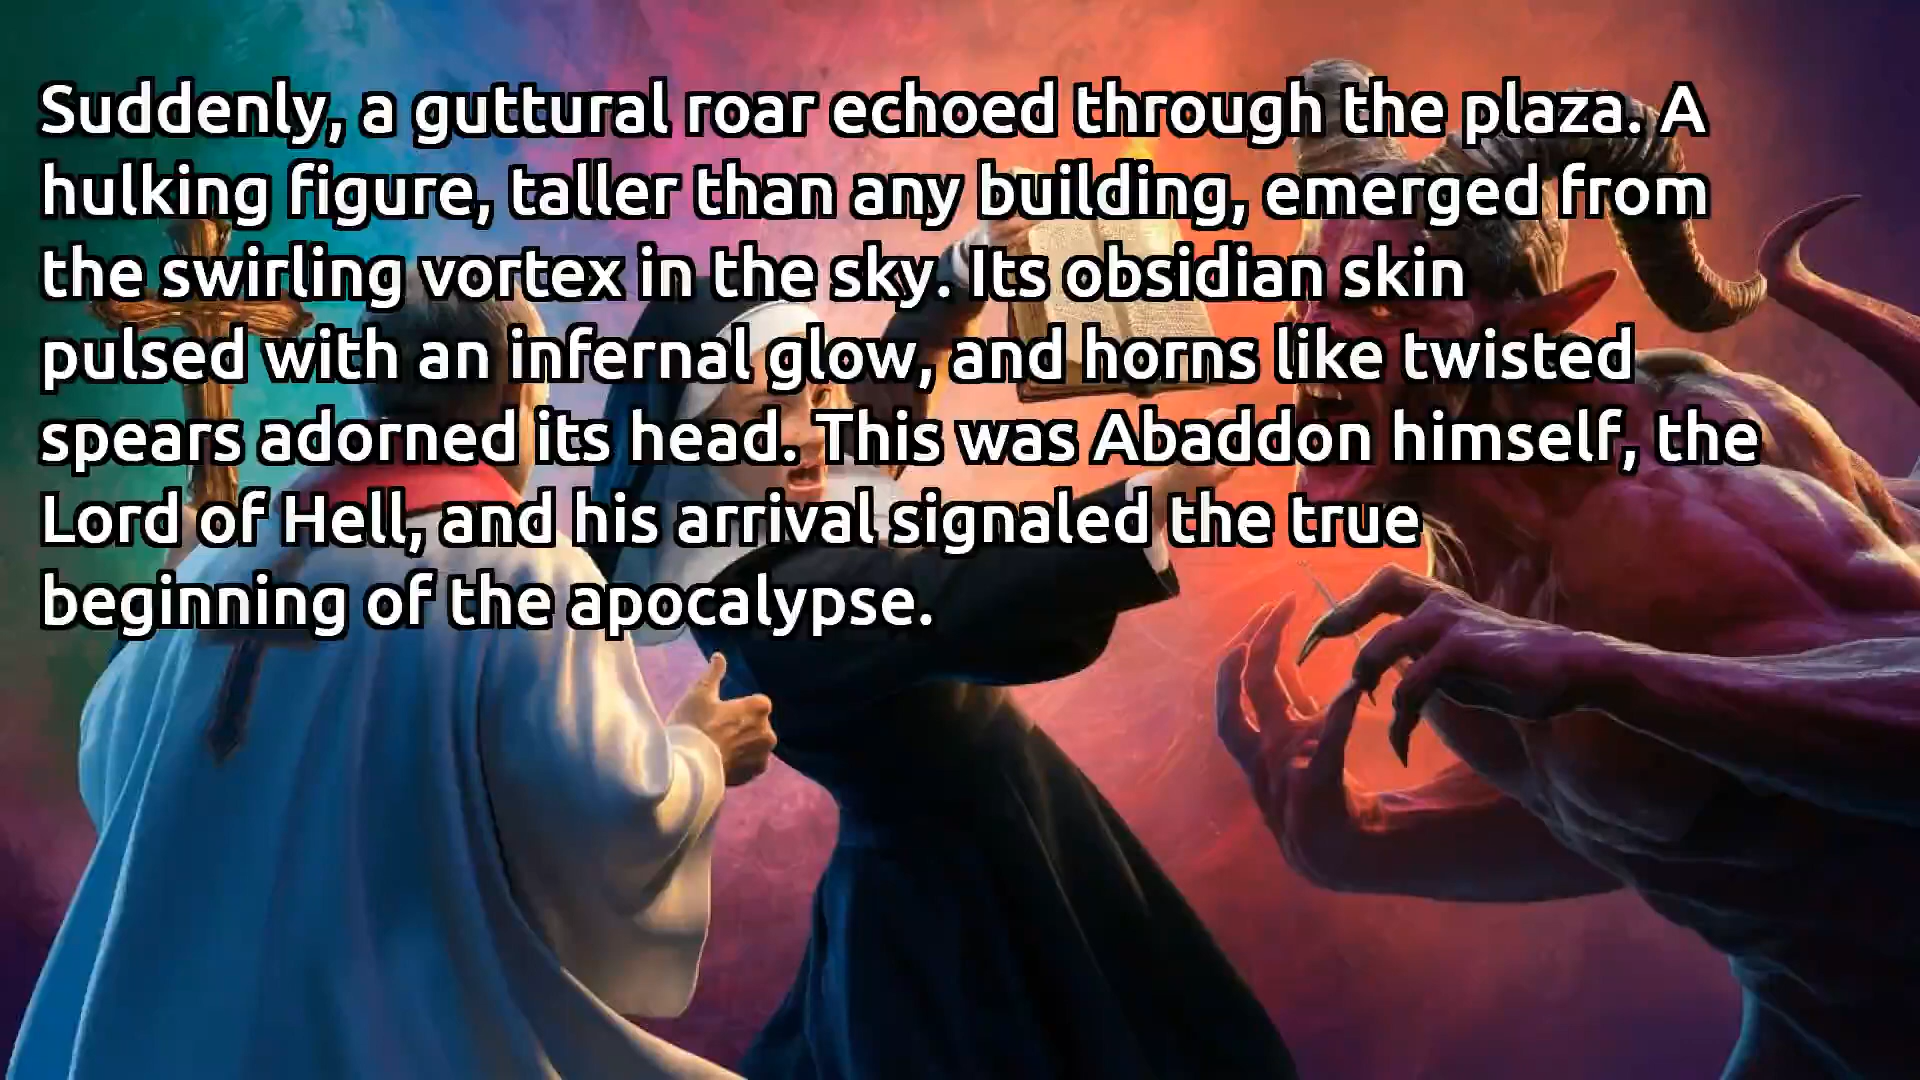 Suddenly, a guttural roar echoed through the plaza. A
hulking figure, taller than any building, emerged from
the swirling vortex in the sky. Its obsidian skin
pulsed with an infernal glow, and horns like twisted
spears adorned its head. This was Abaddon himself, the
Lord of Hell, and his arrival signaled the true
beginning of the apocalypse.